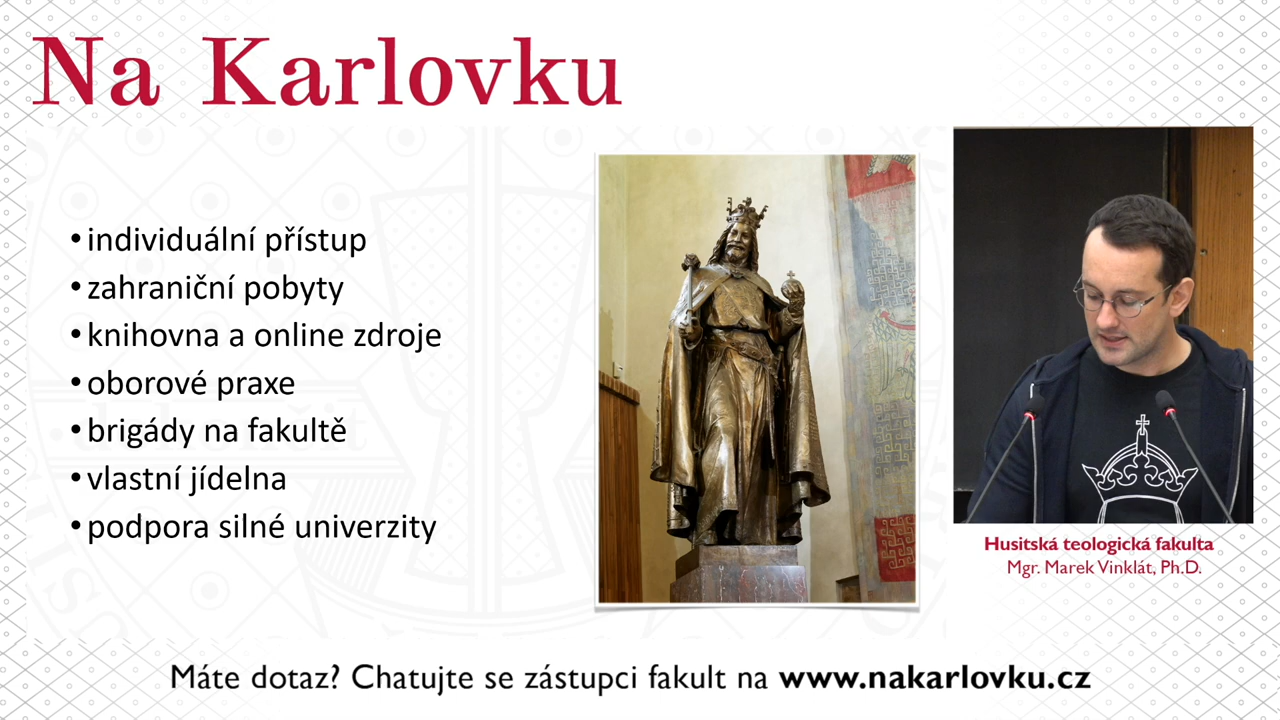 Na Karlovku
•individuální přístup
•zahraniční pobyty
•knihovna a online zdroje
•oborové praxe
•brigády na fakultě
•vlastní jídelna
•podpora silné univerzity
Husitská teologická fakulta
Mgr. Marek Vinklát, Ph.D.
Máte dotaz? Chatujte se zástupci fakult na www.nakarlovku.cz